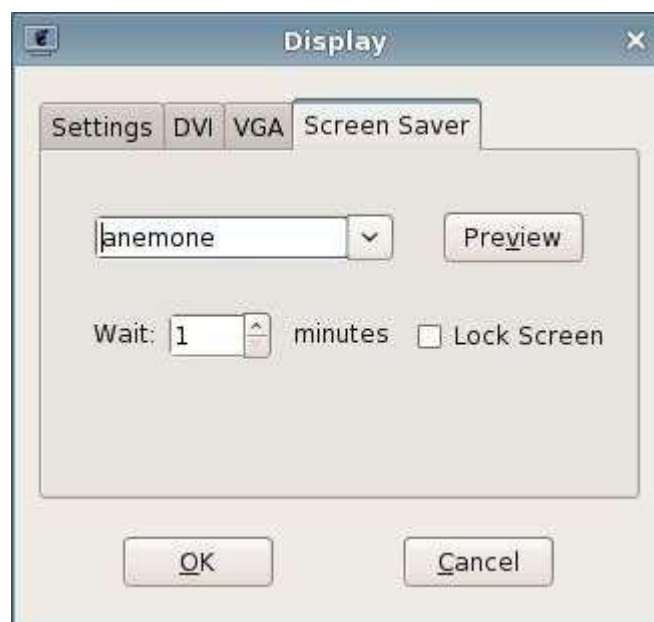 Display
Settings DVI VGA Screen Saver
anemone Preview
Wait: 1 minutes Lock Screen
OK Cancel